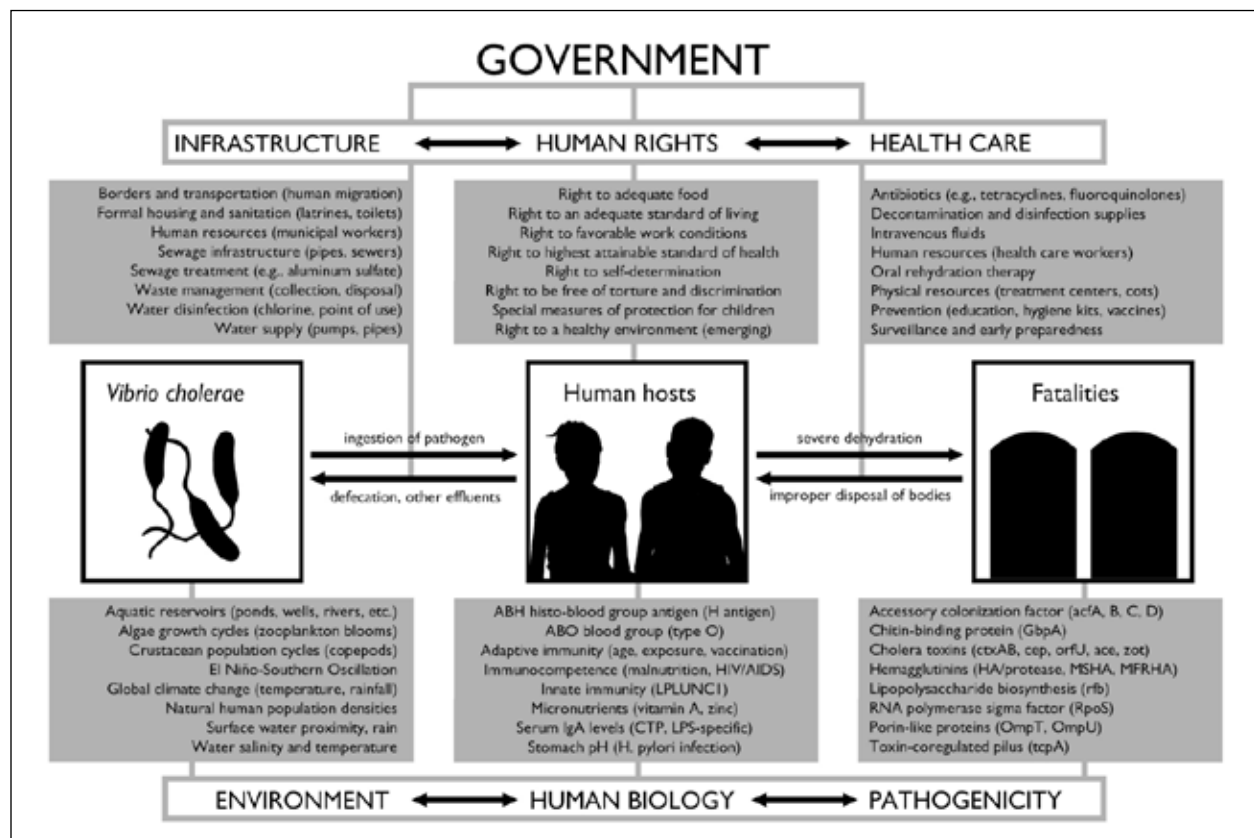 GOVERNMENT
INFRASTRUCTURE
HUMAN RIGHTS
HEALTH CARE
Borders and transportation (human migration)
Formal housing and sanitation (latrines, toilets)
Human resources (municipal workers)
Sewage infrastructure (pipes, sewers)
Sewage treatment (e.g., aluminum sulfate)
Waste management (collection, disposal)
Water disinfection (chlorine, point of use)
Water supply (pumps, pipes)
Right to adequate food
Right to an adequate standard of living
Right to favorable work conditions
Right to highest attainable standard of health
Right to self-determination
Right to be free of torture and discrimination
Special measures of protection for children
Right to a healthy environment (emerging)
Antibiotics (e.g., tetracyclines, fluoroquinolones)
Decontamination and disinfection supplies
Intravenous fluids
Human resources (health care workers)
Oral rehydration therapy
Physical resources (treatment centers, cots)
Prevention (education, hygiene kits, vaccines)
Surveillance and early preparedness
Vibrio cholerae
ingestion of pathogen
defecation, other effluents
Human hosts
severe dehydration
improper disposal of bodies
Fatalities
Aquatic reservoirs (ponds, wells, rivers, etc.)
Algae growth cycles (zooplankton blooms)
Crustacean population cycles (copepods)
El Niño-Southern Oscillation
Global climate change (temperature, rainfall)
Natural human population densities
Surface water proximity, rain
Water salinity and temperature
ABH histo-blood group antigen (H antigen)
ABO blood group (type O)
Adaptive immunity (age, exposure, vaccination)
Immunocompetence (malnutrition, HIV/AIDS)
Innate immunity (LPLUNC1)
Micronutrients (vitamin A, zinc)
Serum IgA levels (CTP, LPS-specific)
Stomach pH (H. pylori infection)
Accessory colonization factor (acfA, B, C, D)
Chitin-binding protein (GbpA)
Cholera toxins (ctxAB, cep, orfU, ace, zot)
Hemagglutinins (HA/protease, MSHA, MFRHA)
Lipopolysaccharide biosynthesis (rfb)
RNA polymerase sigma factor (RpoS)
Porin-like proteins (OmpT, OmpU)
Toxin-coregulated pilus (tcpA)
ENVIRONMENT
HUMAN BIOLOGY
PATHOGENICITY